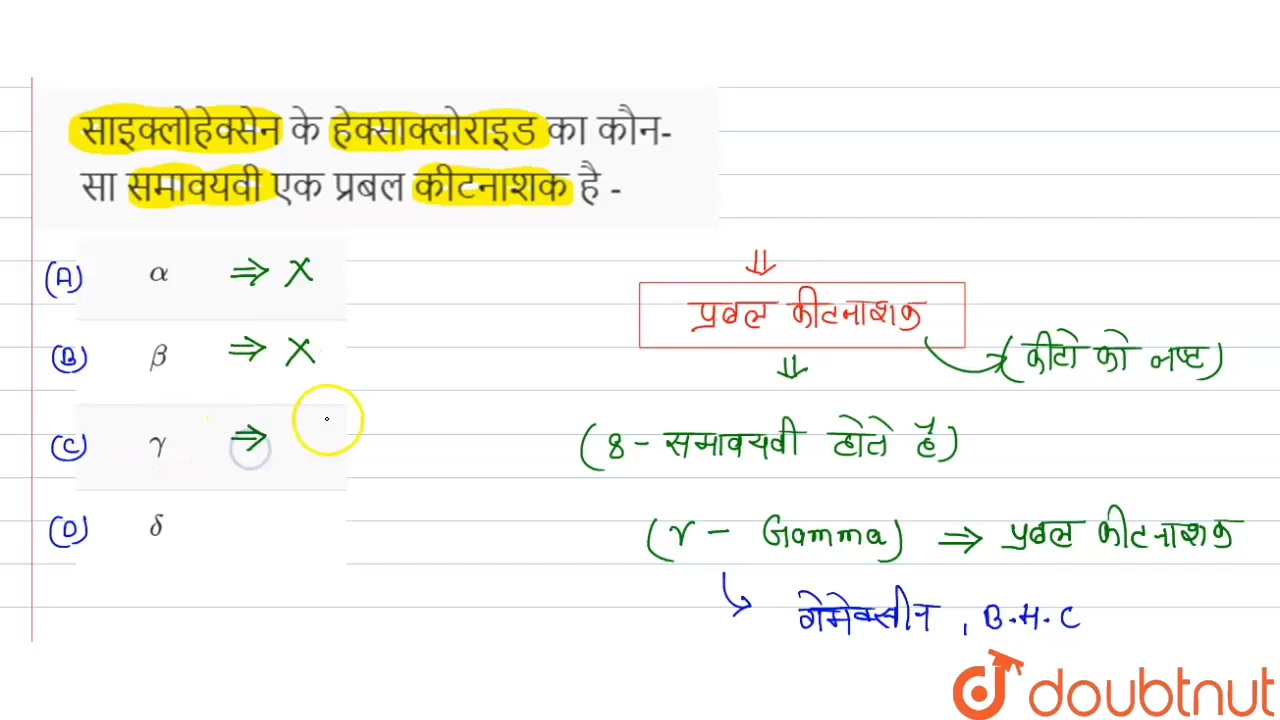 साइक्लोहेक्सेन के हेक्साक्लोराइड का कौन-
सा समावयवी एक प्रबल कीटनाशक है -
(A) α ⇒ X
(B) β ⇒ X
(C) γ ⇒
(D) δ
⇓
प्रबल कीटनाशक
(कीटो को नष्ट)
⇓
(8 - समावयवी होते है)
(γ - Gamma) ⇒ प्रबल कीटनाशक
गेमेक्सीन , B.H.C
doubtnut